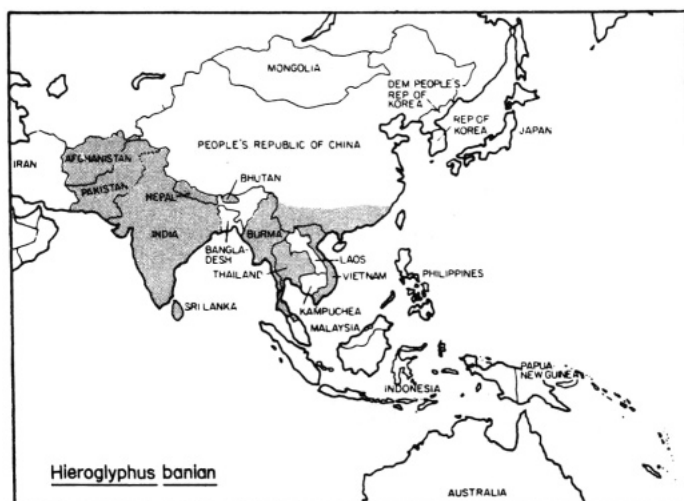 MONGOLIA
DEM PEOPLE'S
REP OF
KOREA
REP OF
KOREA
JAPAN
PEOPLE'S REPUBLIC OF CHINA
IRAN
AFGHANISTAN
PAKISTAN
NEPAL
BHUTAN
INDIA
BURMA
BANGLA-
DESH
LAOS
THAILAND
VIETNAM
PHILIPPINES
SRI LANKA
KAMPUCHEA
MALAYSIA
INDONESIA
PAPUA
NEW GUINEA
Hieroglyphus banian
AUSTRALIA